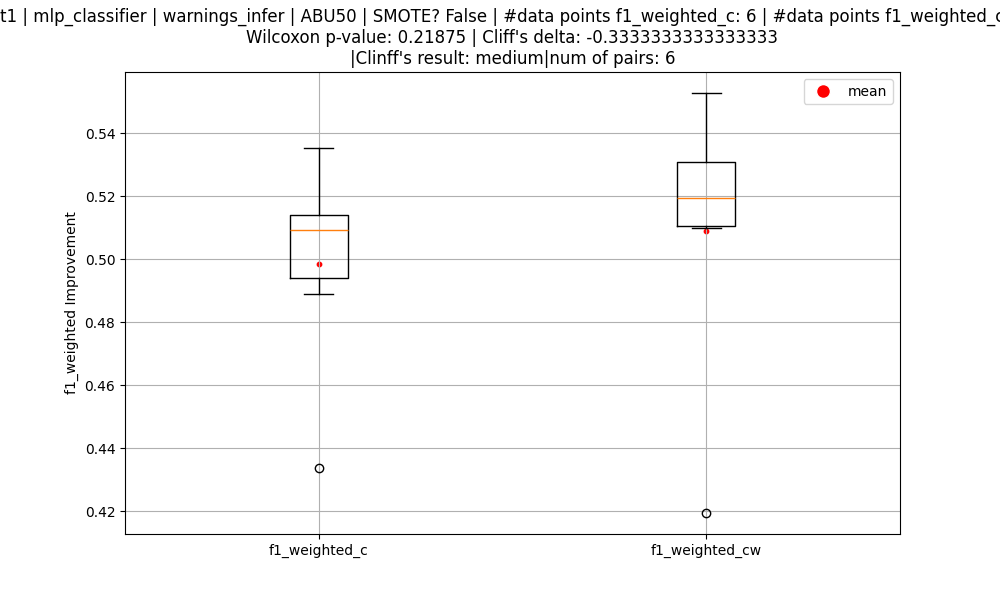 t1 | mlp_classifier | warnings_infer | ABU50 | SMOTE? False | #data points f1_weighted_c: 6 | #data points f1_weighted_c
Wilcoxon p-value: 0.21875 | Cliff's delta: -0.3333333333333333
|Clinff's result: medium|num of pairs: 6
mean
0.54
0.52
0.50
0.48
0.46
0.44
0.42
f1_weighted Improvement
f1_weighted_c
f1_weighted_cw